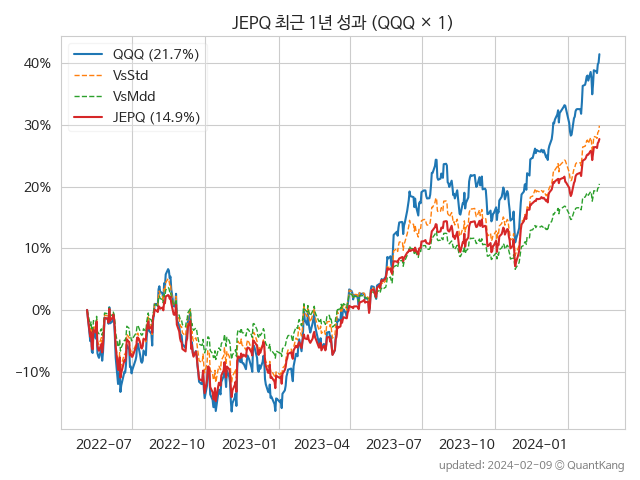 JEPQ 최근 1년 성과 (QQQ × 1)
QQQ (21.7%)
VsStd
VsMdd
JEPQ (14.9%)
40%
30%
20%
10%
0%
−10%
2022-07 2022-10 2023-01 2023-04 2023-07 2023-10 2024-01
updated: 2024-02-09 © QuantKang